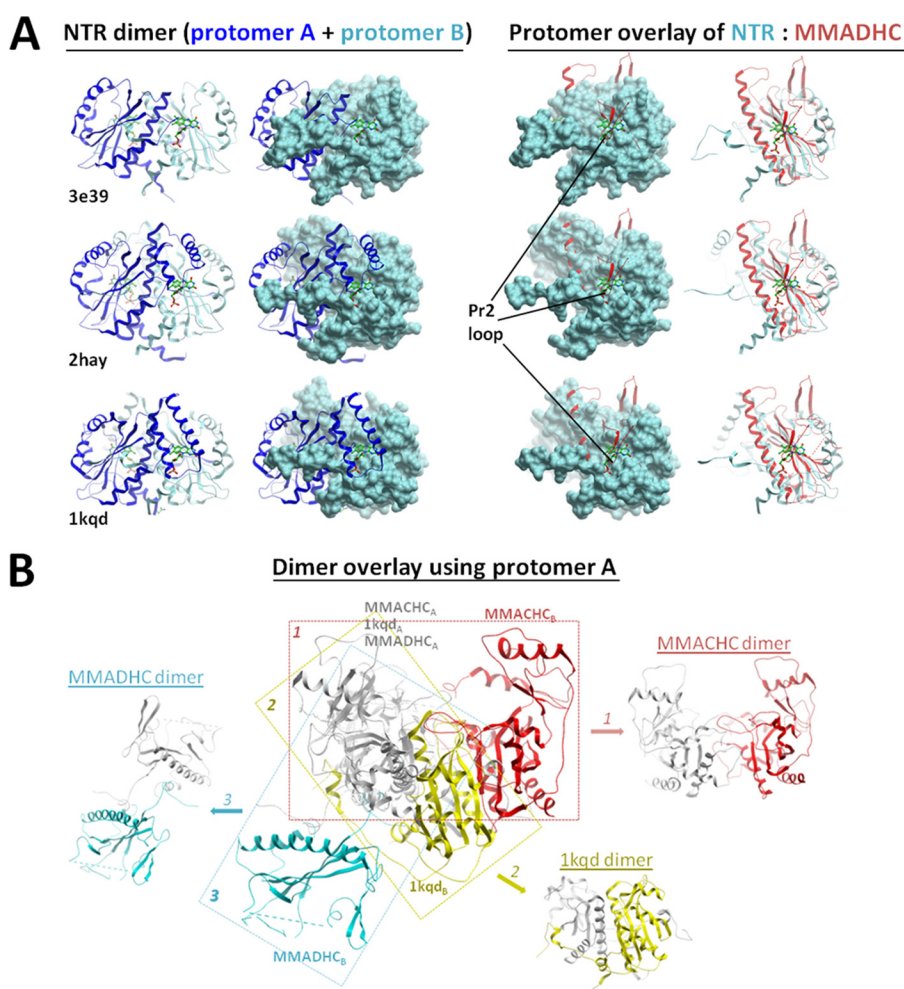 A
NTR dimer (protomer A + protomer B)
Protomer overlay of NTR : MMADHC
3e39
2hay
Pr2
loop
1kqd
B
Dimer overlay using protomer A
MMACHCA
1kqdA
MMADHCA
MMACHCB
1
MMACHC dimer
MMADHC dimer
2
1
3
1kqdB
2
1kqd dimer
3
MMADHCB